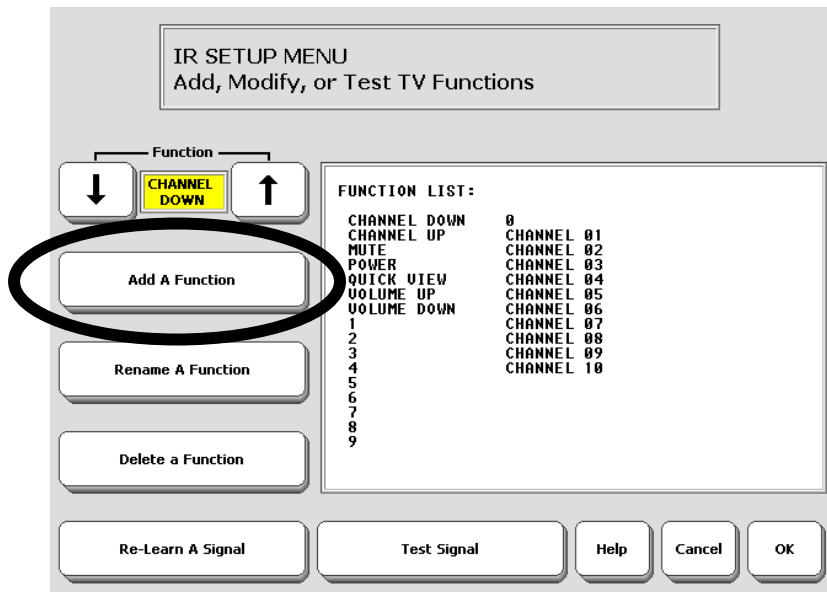 IR SETUP MENU
Add, Modify, or Test TV Functions
Function
CHANNEL
DOWN
Add A Function
Rename A Function
Delete a Function
FUNCTION LIST:
CHANNEL DOWN 0
CHANNEL UP CHANNEL 01
MUTE CHANNEL 02
POWER CHANNEL 03
QUICK VIEW CHANNEL 04
VOLUME UP CHANNEL 05
VOLUME DOWN CHANNEL 06
1 CHANNEL 07
2 CHANNEL 08
3 CHANNEL 09
4 CHANNEL 10
5
6
7
8
9
Re-Learn A Signal
Test Signal
Help
Cancel
OK